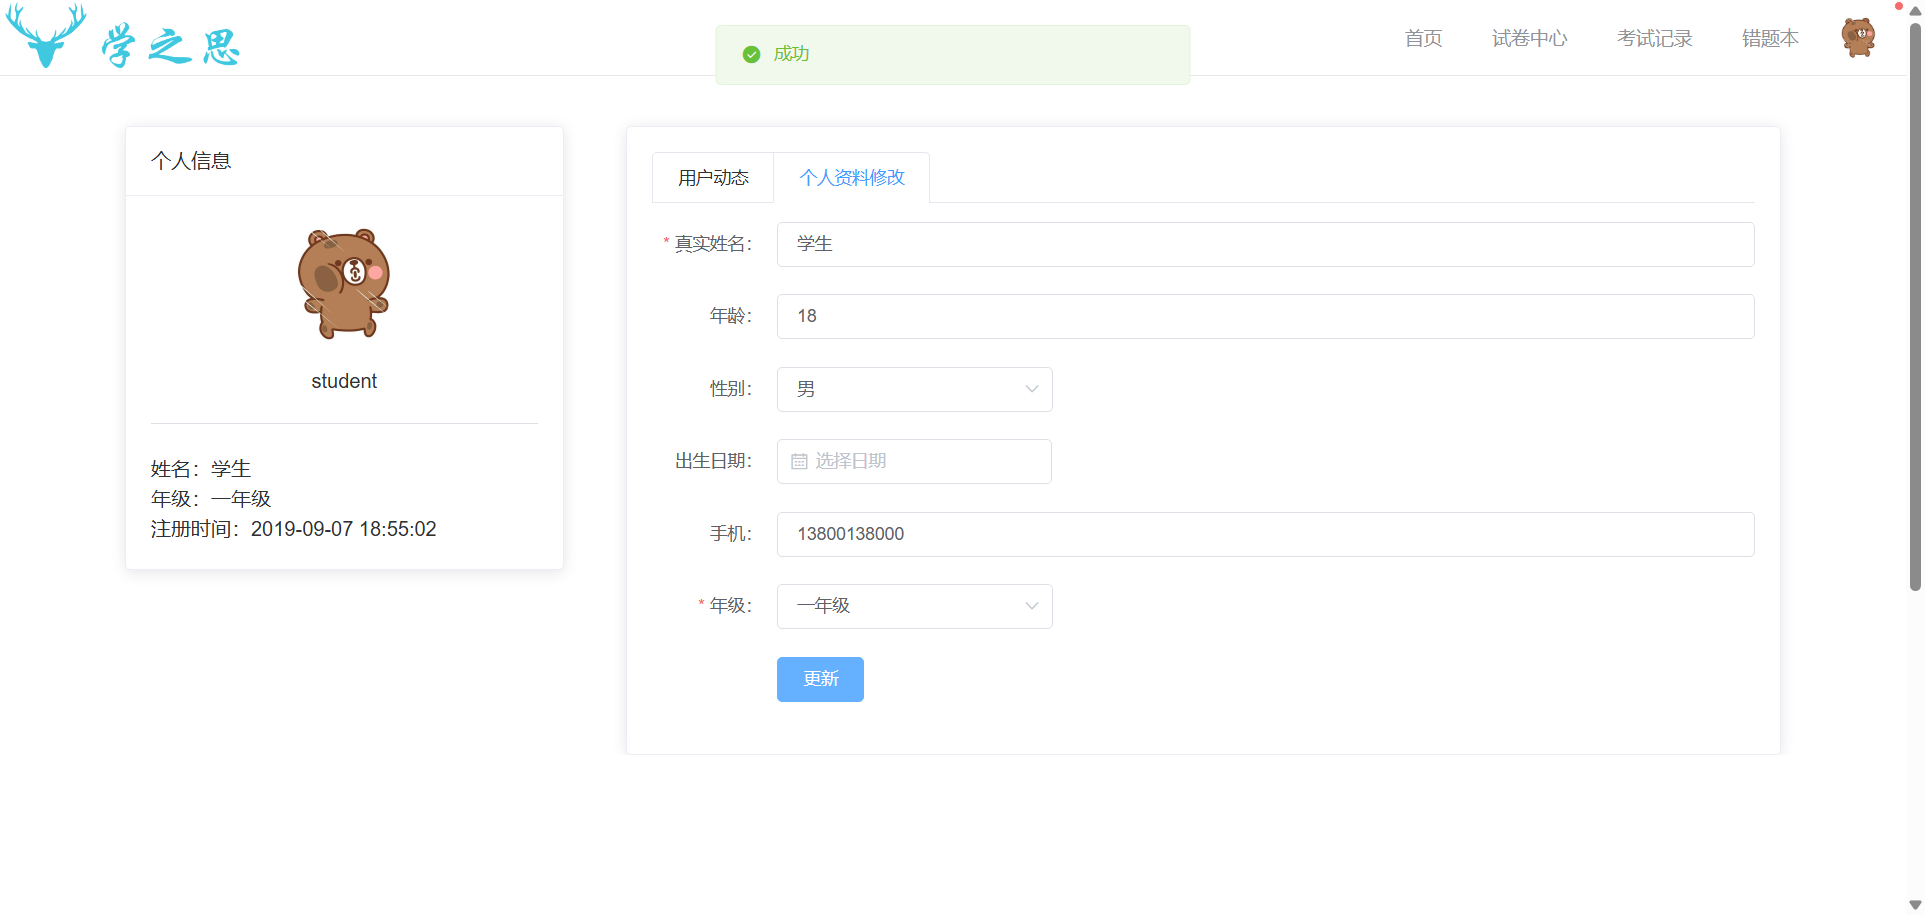 学之思
成功
首页
试卷中心
考试记录
错题本
个人信息
student
姓名：学生
年级：一年级
注册时间：2019-09-07 18:55:02
用户动态
个人资料修改
* 真实姓名： 学生
年龄： 18
性别： 男
出生日期： 选择日期
手机： 13800138000
* 年级： 一年级
更新